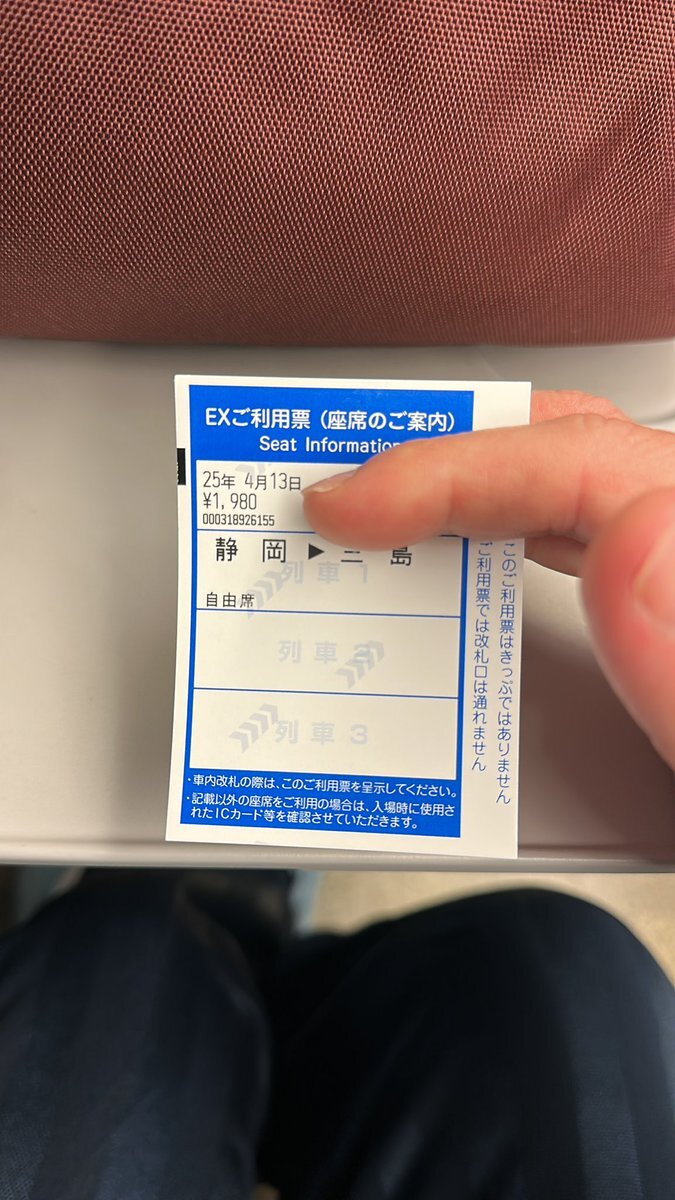 EXご利用票（座席のご案内）
Seat Information
25年 4月13日
¥1,980
000318926155
静岡▶三島
列車1
自由席
列車2
列車3
・車内改札の際は、このご利用票を呈示してください。
・記載以外の座席をご利用の場合は、入場時に使用さ
れたICカード等を確認させていただきます。
このご利用票はきっぷではありません
ご利用票では改札口は通れません